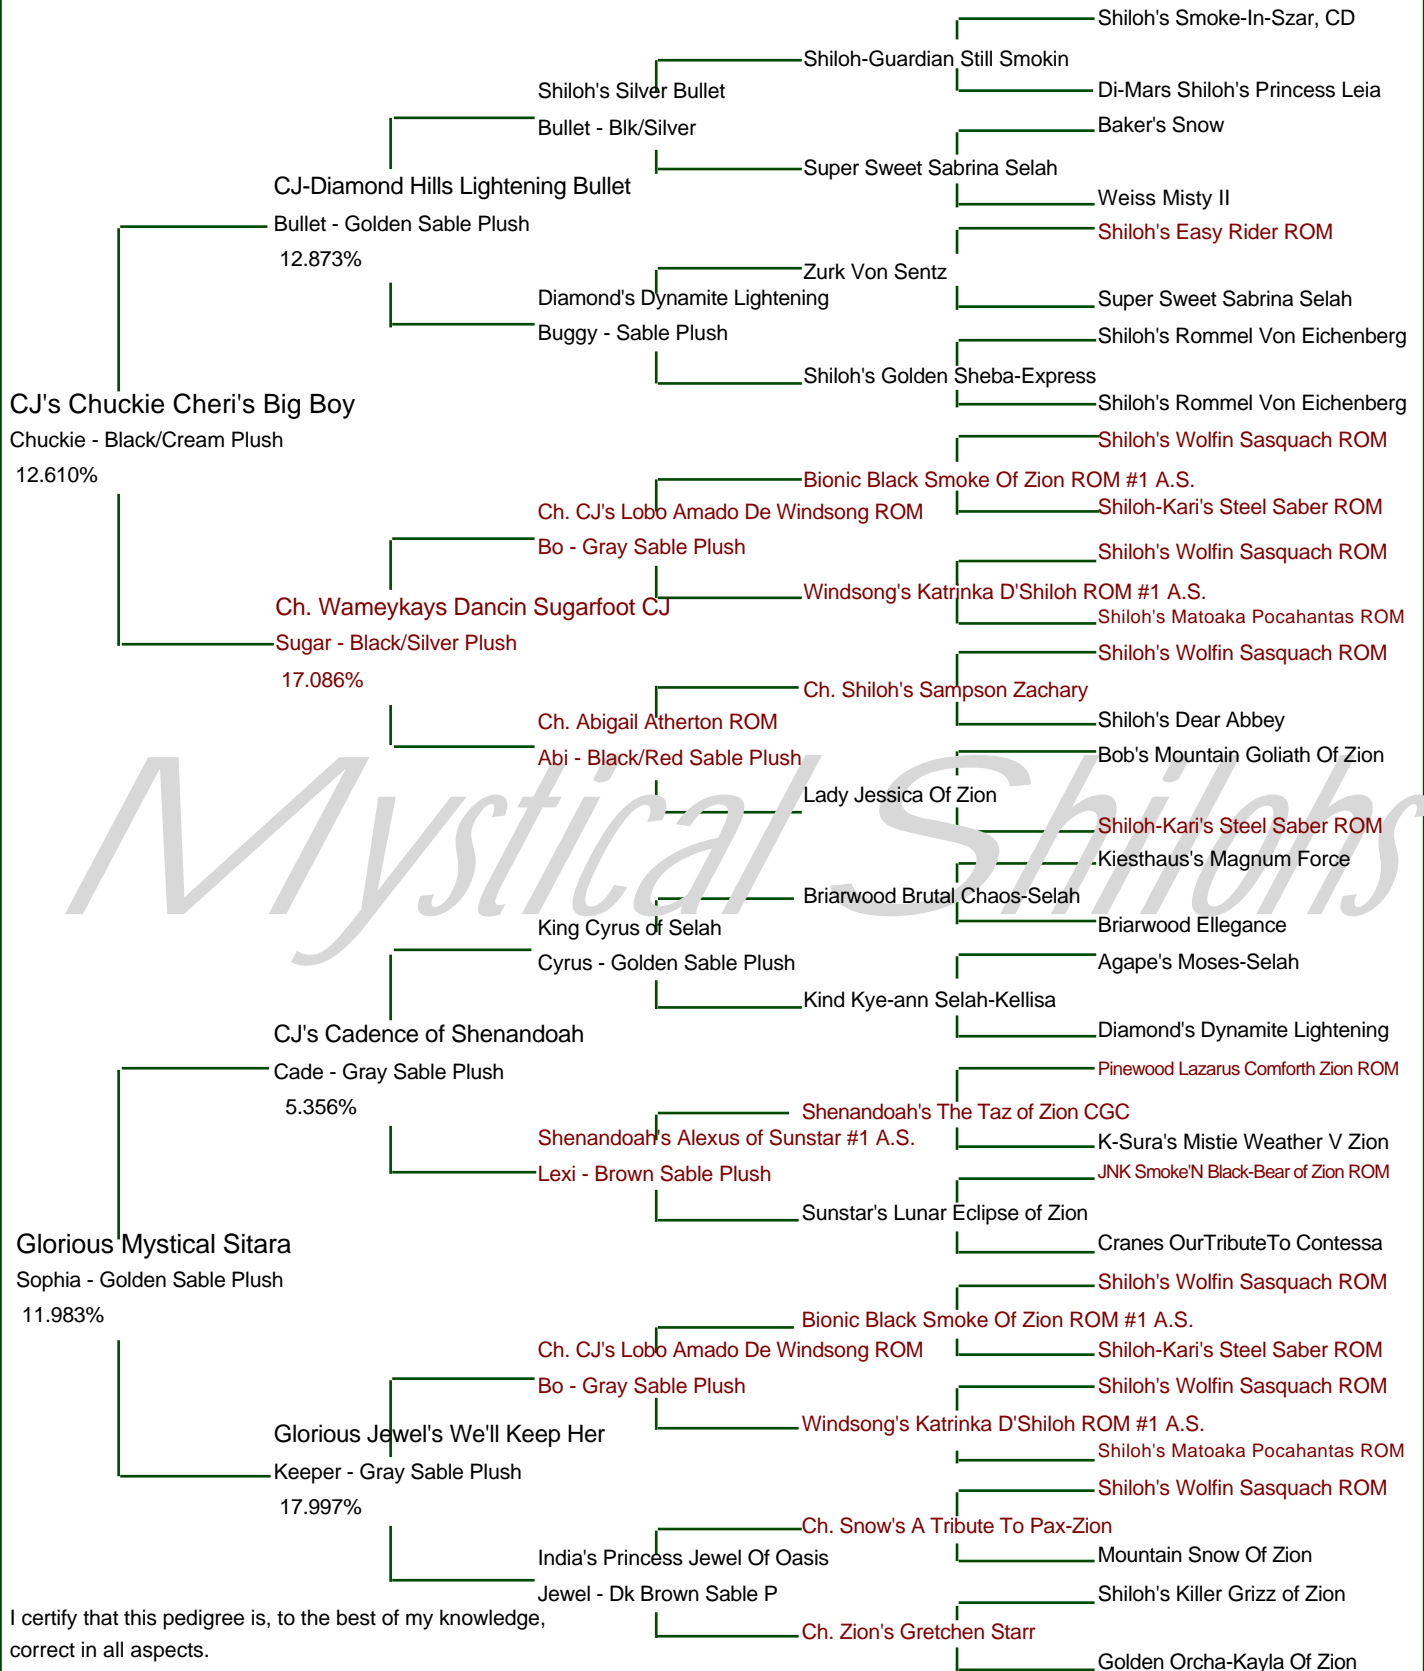 Shiloh's Smoke-In-Szar, CD
Shiloh-Guardian Still Smokin
Di-Mars Shiloh's Princess Leia
Shiloh's Silver Bullet
Bullet - Blk/Silver
Baker's Snow
Super Sweet Sabrina Selah
Weiss Misty II
CJ-Diamond Hills Lightening Bullet
Bullet - Golden Sable Plush
12.873%
Shiloh's Easy Rider ROM
Zurk Von Sentz
Super Sweet Sabrina Selah
Diamond's Dynamite Lightening
Buggy - Sable Plush
Shiloh's Rommel Von Eichenberg
Shiloh's Golden Sheba-Express
Shiloh's Rommel Von Eichenberg
CJ's Chuckie Cheri's Big Boy
Chuckie - Black/Cream Plush
12.610%
Shiloh's Wolfin Sasquach ROM
Bionic Black Smoke Of Zion ROM #1 A.S.
Shiloh-Kari's Steel Saber ROM
Ch. CJ's Lobo Amado De Windsong ROM
Bo - Gray Sable Plush
Shiloh's Wolfin Sasquach ROM
Windsong's Katrinka D'Shiloh ROM #1 A.S.
Shiloh's Matoaka Pocahantas ROM
Ch. Wameykays Dancin Sugarfoot CJ
Sugar - Black/Silver Plush
17.086%
Shiloh's Wolfin Sasquach ROM
Ch. Shiloh's Sampson Zachary
Shiloh's Dear Abbey
Ch. Abigail Atherton ROM
Abi - Black/Red Sable Plush
Bob's Mountain Goliath Of Zion
Lady Jessica Of Zion
Shiloh-Kari's Steel Saber ROM
Mystical Shilohs
Kiesthaus's Magnum Force
Briarwood Brutal Chaos-Selah
Briarwood Ellegance
King Cyrus of Selah
Cyrus - Golden Sable Plush
Agape's Moses-Selah
Kind Kye-ann Selah-Kellisa
Diamond's Dynamite Lightening
CJ's Cadence of Shenandoah
Cade - Gray Sable Plush
5.356%
Pinewood Lazarus Comforth Zion ROM
Shenandoah's The Taz of Zion CGC
K-Sura's Mistie Weather V Zion
Shenandoah's Alexus of Sunstar #1 A.S.
Lexi - Brown Sable Plush
JNK Smoke'N Black-Bear of Zion ROM
Sunstar's Lunar Eclipse of Zion
Cranes OurTributeTo Contessa
Glorious Mystical Sitara
Sophia - Golden Sable Plush
11.983%
Shiloh's Wolfin Sasquach ROM
Bionic Black Smoke Of Zion ROM #1 A.S.
Shiloh-Kari's Steel Saber ROM
Ch. CJ's Lobo Amado De Windsong ROM
Bo - Gray Sable Plush
Shiloh's Wolfin Sasquach ROM
Windsong's Katrinka D'Shiloh ROM #1 A.S.
Shiloh's Matoaka Pocahantas ROM
Glorious Jewel's We'll Keep Her
Keeper - Gray Sable Plush
17.997%
Shiloh's Wolfin Sasquach ROM
Ch. Snow's A Tribute To Pax-Zion
Mountain Snow Of Zion
India's Princess Jewel Of Oasis
Jewel - Dk Brown Sable P
Shiloh's Killer Grizz of Zion
Ch. Zion's Gretchen Starr
Golden Orcha-Kayla Of Zion
I certify that this pedigree is, to the best of my knowledge,
correct in all aspects.